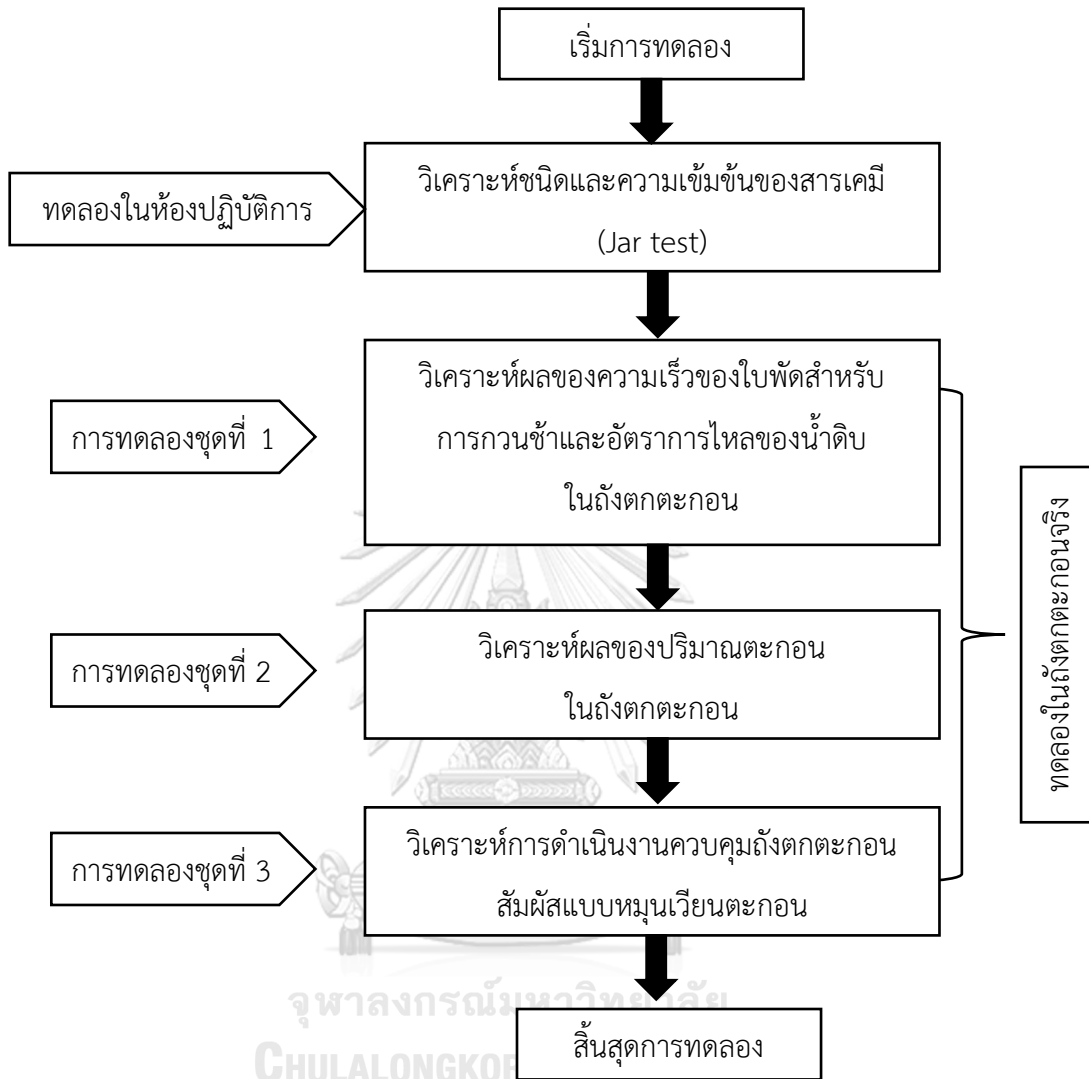 เริ่มการทดลอง
ทดลองในห้องปฏิบัติการ
วิเคราะห์ชนิดและความเข้มข้นของสารเคมี
(Jar test)
การทดลองชุดที่ 1
วิเคราะห์ผลของความเร็วของใบพัดสำหรับ
การกวนช้าและอัตราการไหลของน้ำดิบ
ในถังตกตะกอน
ทดลองในถังตกตะกอนจริง
การทดลองชุดที่ 2
วิเคราะห์ผลของปริมาณตะกอน
ในถังตกตะกอน
การทดลองชุดที่ 3
วิเคราะห์การดำเนินงานควบคุมถังตกตะกอน
สัมผัสแบบหมุนเวียนตะกอน
จุฬาลงกรณ์มหาวิทยาลัย
สิ้นสุดการทดลอง